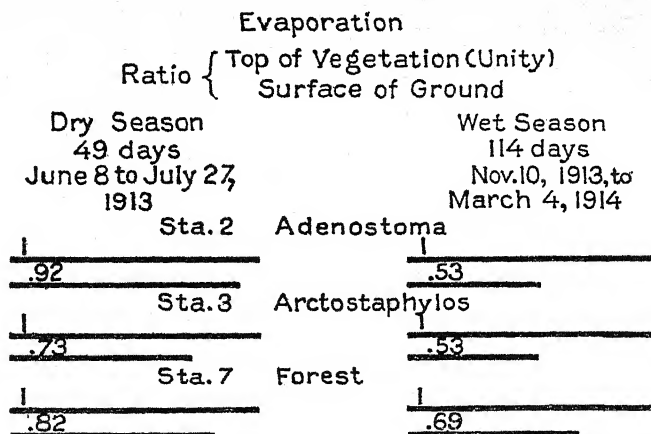 Evaporation
Ratio { Top of Vegetation (Unity)
Surface of Ground
Dry Season
49 days
June 8 to July 27,
1913
Wet Season
114 days
Nov. 10, 1913, to
March 4, 1914
Sta. 2 Adenostoma
1 1
.92 .53
Sta. 3 Arctostaphylos
1 1
.73 .53
Sta. 7 Forest
1 1
.82 .69